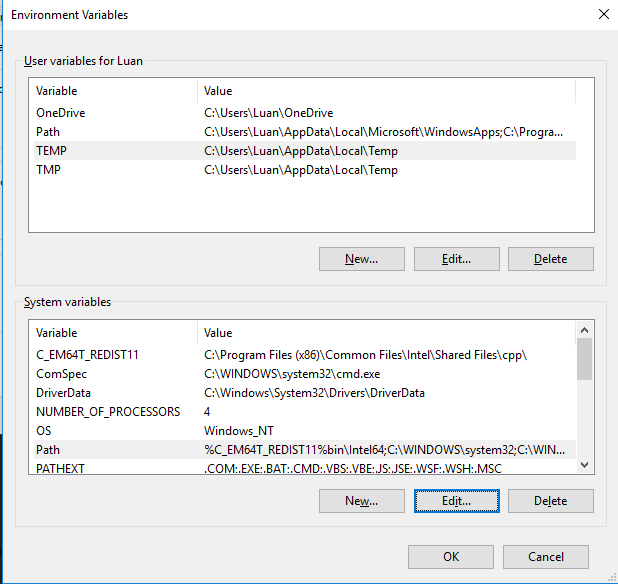 Environment Variables
User variables for Luan
Variable Value
OneDrive C:\Users\Luan\OneDrive
Path C:\Users\Luan\AppData\Local\Microsoft\WindowsApps;C:\Progra...
TEMP C:\Users\Luan\AppData\Local\Temp
TMP C:\Users\Luan\AppData\Local\Temp
New... Edit... Delete
System variables
Variable Value
C_EM64T_REDIST11 C:\Program Files (x86)\Common Files\Intel\Shared Files\cpp\
ComSpec C:\WINDOWS\system32\cmd.exe
DriverData C:\Windows\System32\Drivers\DriverData
NUMBER_OF_PROCESSORS 4
OS Windows_NT
Path %C_EM64T_REDIST11%bin\Intel64;C:\WINDOWS\system32;C:\WIN...
PATHEXT .COM;.EXE;.BAT;.CMD;.VBS;.VBE;.JS;.JSE;.WSF;.WSH;.MSC
New... Edit... Delete
OK Cancel